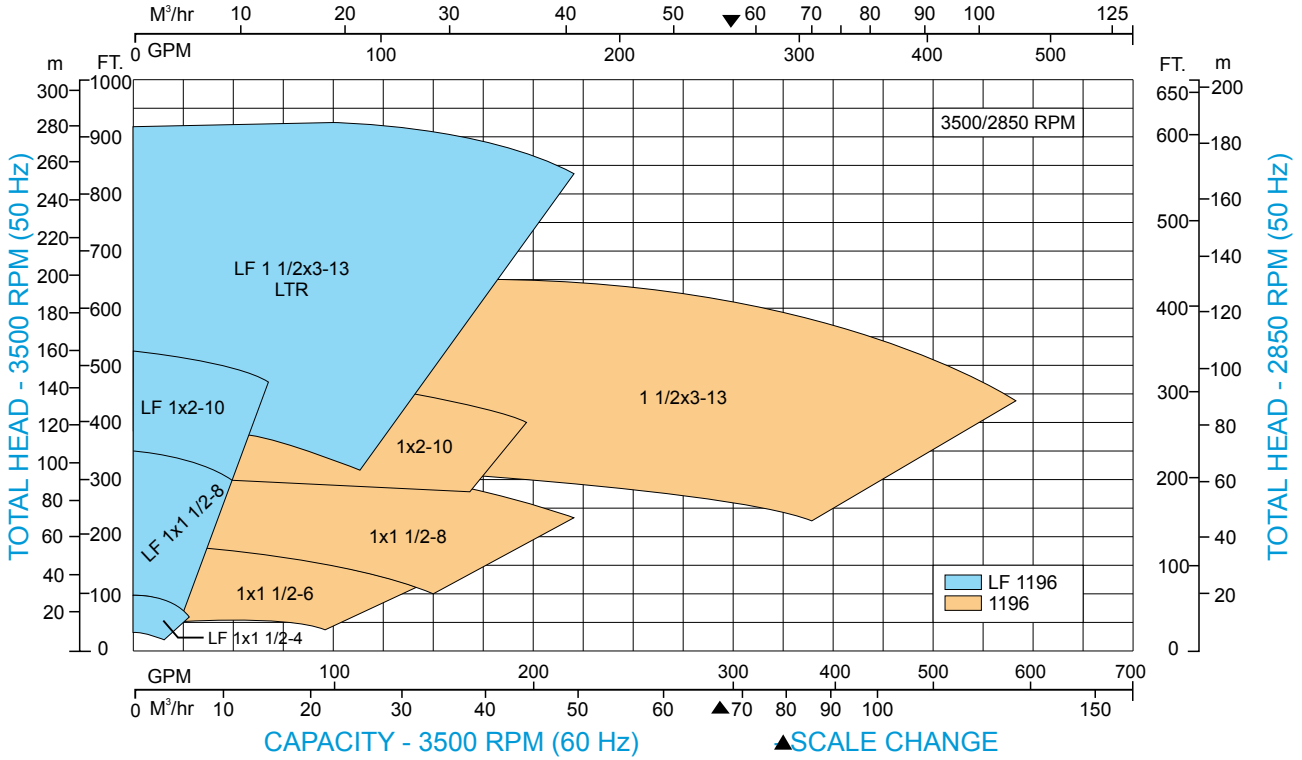 M³/hr 10 20 30 40 50 60 70 80 90 100 125
0 GPM 100 200 300 400 500
m FT. FT. m
TOTAL HEAD - 3500 RPM (50 Hz)
300 280 260 240 220 200 180 160 140 120 100 80 60 40 20
1000 900 800 700 600 500 400 300 200 100 0
3500/2850 RPM
LF 1 1/2x3-13
LTR
LF 1x2-10
1 1/2x3-13
1x2-10
LF 1x1 1/2-8
1x1 1/2-8
1x1 1/2-6
LF 1x1 1/2-4
LF 1196
1196
650 600 500 400 300 200 100 0
200 180 160 140 120 100 80 60 40 20
TOTAL HEAD - 2850 RPM (50 Hz)
GPM 100 200 300 400 500 600 700
0 M³/hr 10 20 30 40 50 60 70 80 90 100 150
CAPACITY - 3500 RPM (60 Hz)
SCALE CHANGE